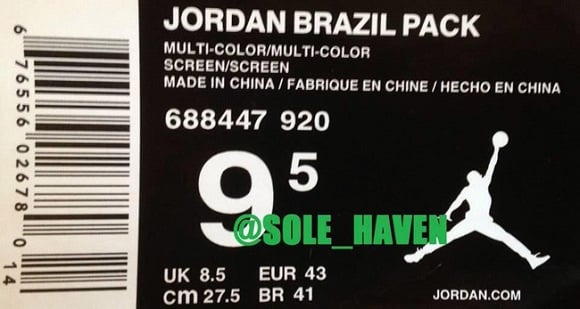 JORDAN BRAZIL PACK
MULTI-COLOR/MULTI-COLOR
SCREEN/SCREEN
MADE IN CHINA / FABRIQUE EN CHINE / HECHO EN CHINA
688447 920
9.5
@SOLE_HAVEN
UK 8.5 EUR 43
cm 27.5 BR 41
JORDAN.COM
6 76556 02678 0 14